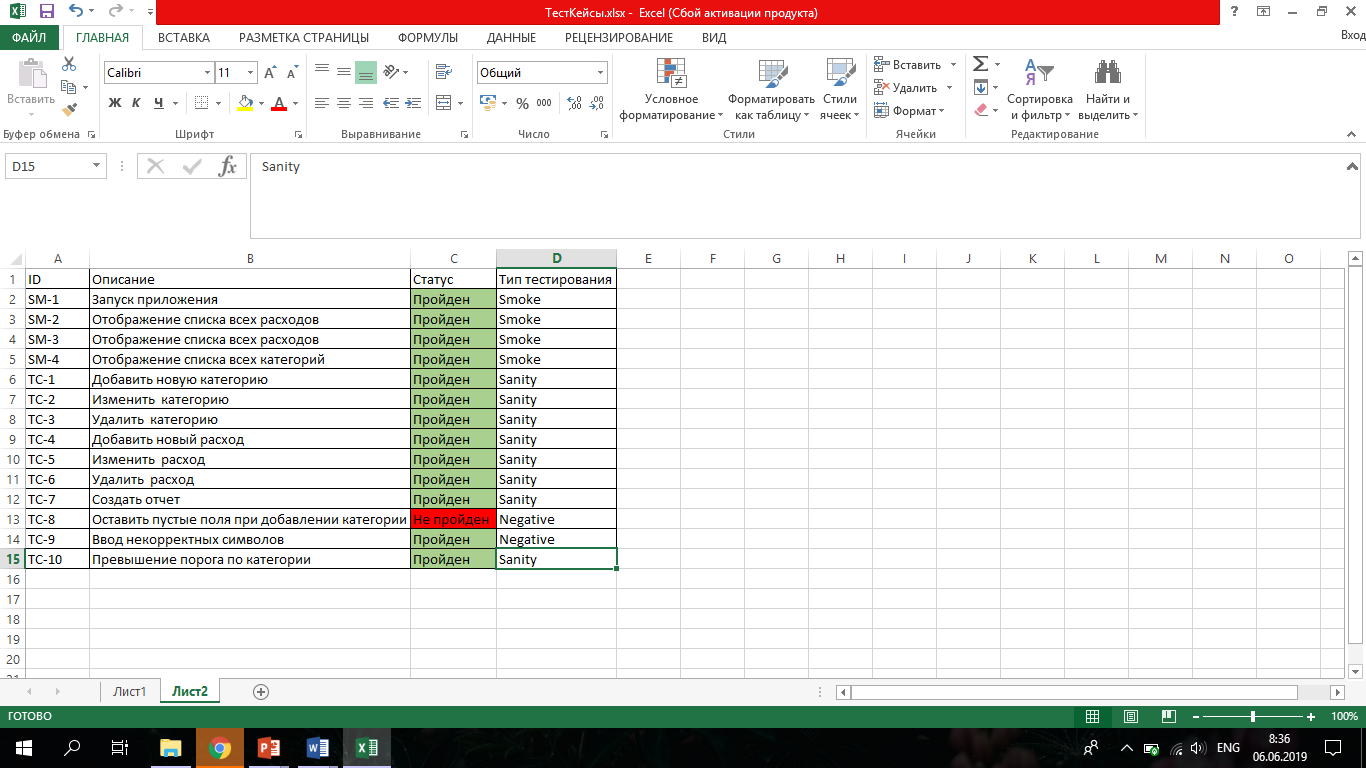 ТестКейсы.xlsx - Excel (Сбой активации продукта)
ФАЙЛ ГЛАВНАЯ ВСТАВКА РАЗМЕТКА СТРАНИЦЫ ФОРМУЛЫ ДАННЫЕ РЕЦЕНЗИРОВАНИЕ ВИД Вход
Вставить
Буфер обмена
Calibri 11
Ж К Ч
Шрифт
Выравнивание
Общий
% 000
Число
Условное форматирование
Форматировать как таблицу
Стили ячеек
Стили
Вставить
Удалить
Формат
Ячейки
Сортировка и фильтр
Найти и выделить
Редактирование
D15 Sanity
A B C D E F G H I J K L M N O
1 ID Описание Статус Тип тестирования
2 SM-1 Запуск приложения Пройден Smoke
3 SM-2 Отображение списка всех расходов Пройден Smoke
4 SM-3 Отображение списка всех расходов Пройден Smoke
5 SM-4 Отображение списка всех категорий Пройден Smoke
6 TC-1 Добавить новую категорию Пройден Sanity
7 TC-2 Изменить категорию Пройден Sanity
8 TC-3 Удалить категорию Пройден Sanity
9 TC-4 Добавить новый расход Пройден Sanity
10 TC-5 Изменить расход Пройден Sanity
11 TC-6 Удалить расход Пройден Sanity
12 TC-7 Создать отчет Пройден Sanity
13 TC-8 Оставить пустые поля при добавлении категории Не пройден Negative
14 TC-9 Ввод некорректных символов Пройден Negative
15 TC-10 Превышение порога по категории Пройден Sanity
16
17
18
19
20
Лист1 Лист2
ГОТОВО 100%
ENG 8:36
06.06.2019